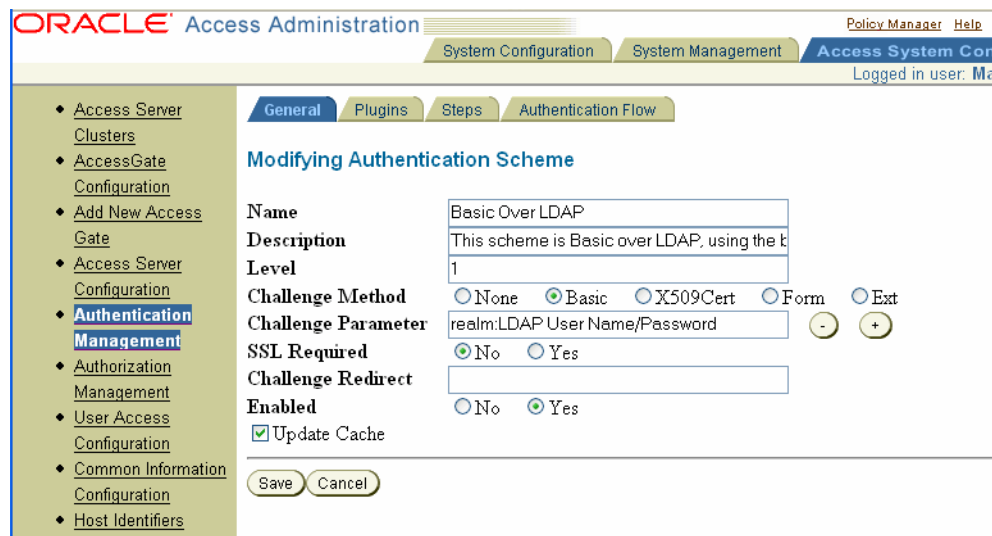 ORACLE Access Administration
Policy Manager Help
System Configuration System Management Access System Con
Logged in user: Ma
Access Server
Clusters
AccessGate
Configuration
Add New Access
Gate
Access Server
Configuration
Authentication
Management
Authorization
Management
User Access
Configuration
Common Information
Configuration
Host Identifiers
General Plugins Steps Authentication Flow
Modifying Authentication Scheme
Name Basic Over LDAP
Description This scheme is Basic over LDAP, using the b
Level 1
Challenge Method None Basic X509Cert Form Ext
Challenge Parameter realm:LDAP User Name/Password - +
SSL Required No Yes
Challenge Redirect
Enabled No Yes
Update Cache
Save Cancel